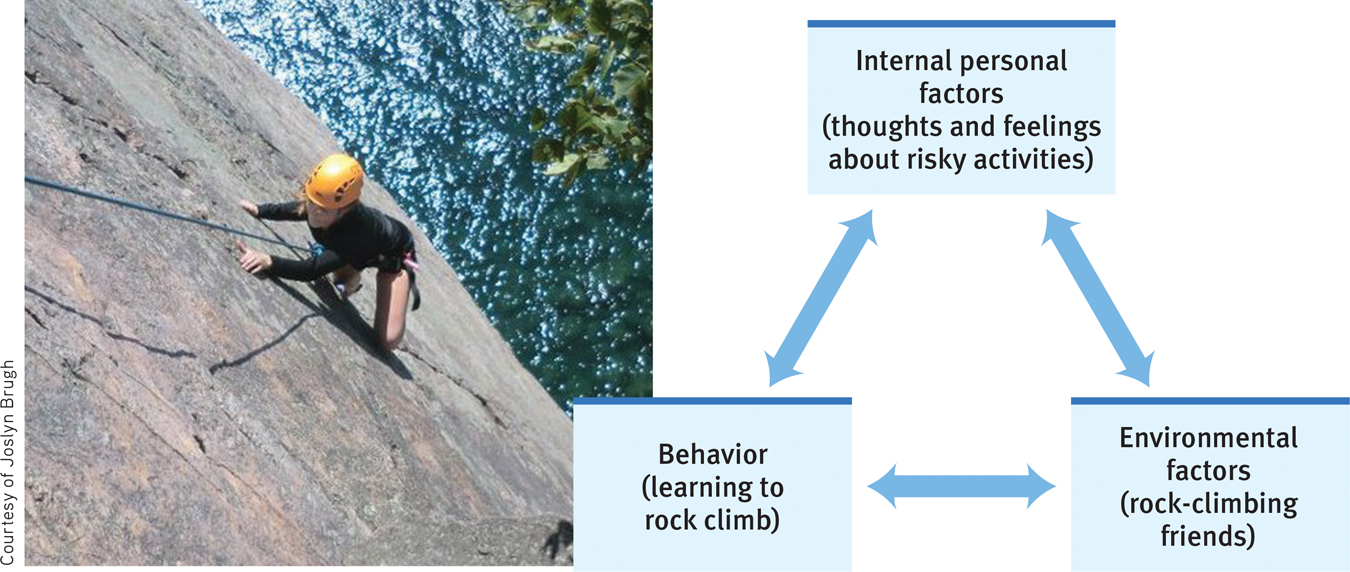 Courtesy of Joslyn Brugh
Internal personal
factors
(thoughts and feelings
about risky activities)
Behavior
(learning to
rock climb)
Environmental
factors
(rock-climbing
friends)